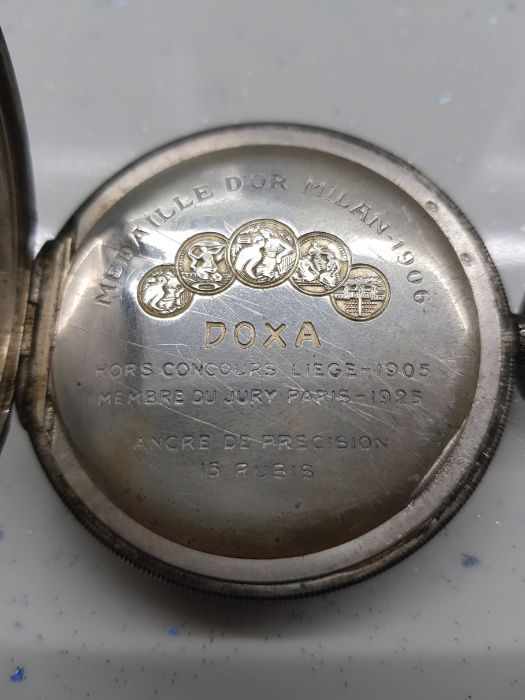 MEDAILLE D'OR MILAN-1906
DOXA
HORS CONCOURS LIEGE-1905
MEMBRE DU JURY PARIS-1925
ANCRE DE PRECISION
15 RUBIS